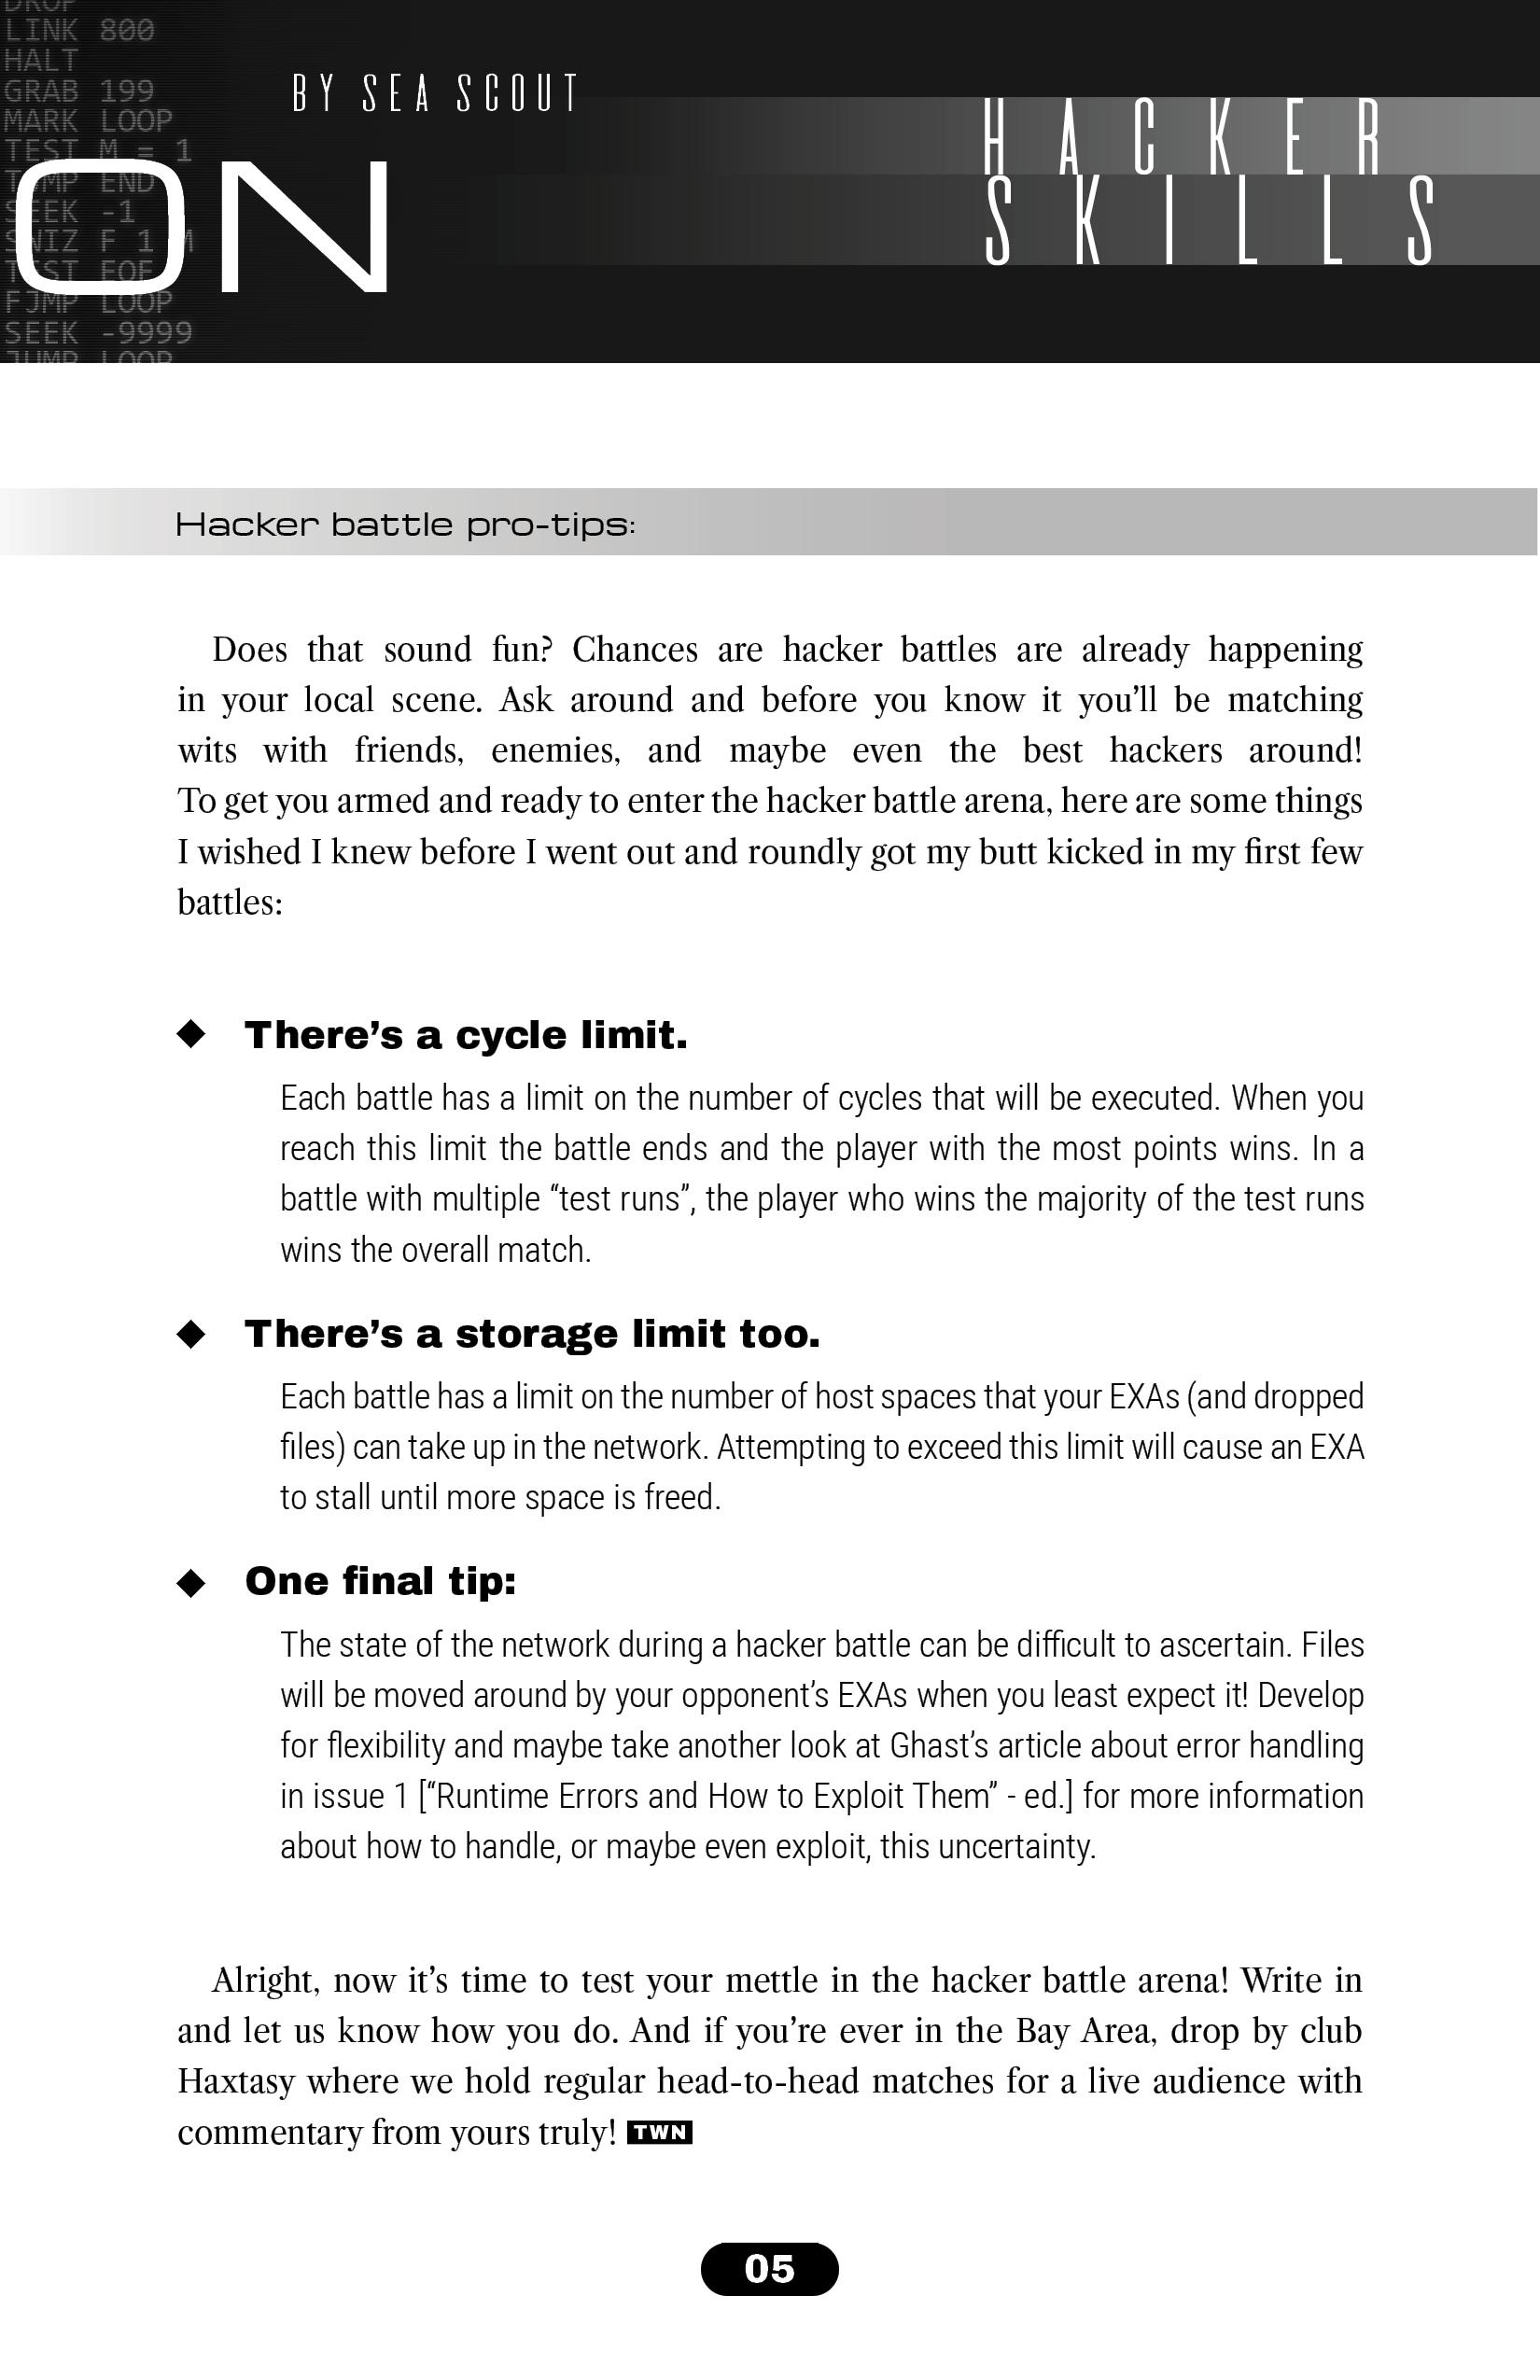 DROP
LINK 800
HALT
GRAB 199
MARK LOOP
TEST M = 1
TJMP END
SEEK -1
SWIZ F 1 M
TEST EOF
FJMP LOOP
SEEK -9999
JUMP LOOP
BY SEA SCOUT
ON
HACKER
SKILLS
Hacker battle pro-tips:
Does that sound fun? Chances are hacker battles are already happening
in your local scene. Ask around and before you know it you’ll be matching
wits with friends, enemies, and maybe even the best hackers around!
To get you armed and ready to enter the hacker battle arena, here are some things
I wished I knew before I went out and roundly got my butt kicked in my first few
battles:
◆ There’s a cycle limit.
Each battle has a limit on the number of cycles that will be executed. When you
reach this limit the battle ends and the player with the most points wins. In a
battle with multiple “test runs”, the player who wins the majority of the test runs
wins the overall match.
◆ There’s a storage limit too.
Each battle has a limit on the number of host spaces that your EXAs (and dropped
files) can take up in the network. Attempting to exceed this limit will cause an EXA
to stall until more space is freed.
◆ One final tip:
The state of the network during a hacker battle can be difficult to ascertain. Files
will be moved around by your opponent’s EXAs when you least expect it! Develop
for flexibility and maybe take another look at Ghast’s article about error handling
in issue 1 [“Runtime Errors and How to Exploit Them” - ed.] for more information
about how to handle, or maybe even exploit, this uncertainty.
Alright, now it’s time to test your mettle in the hacker battle arena! Write in
and let us know how you do. And if you’re ever in the Bay Area, drop by club
Haxtasy where we hold regular head-to-head matches for a live audience with
commentary from yours truly! TWN
05